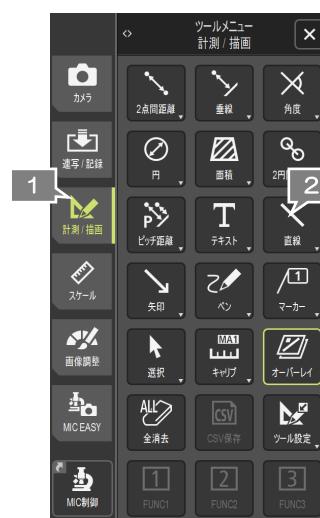 ツールメニュー
計測 / 描画
カメラ
2点間距離
垂線
角度
連写 / 記録
円
面積
2円
1
2
計測 / 描画
P
ピッチ距離
T
テキスト
直線
スケール
矢印
ペン
1
マーカー
画像調整
選択
MA1
キャリブ
オーバーレイ
MIC EASY
ALL
全消去
CSV
CSV保存
ツール設定
MIC制御
1
FUNC1
2
FUNC2
3
FUNC3